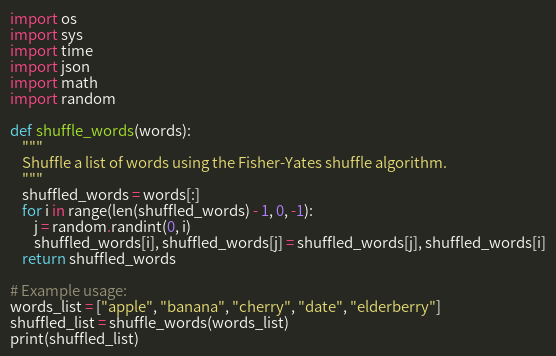 import os
import sys
import time
import json
import math
import random

def shuffle_words(words):
    """
    Shuffle a list of words using the Fisher-Yates shuffle algorithm.
    """
    shuffled_words = words[:]
    for i in range(len(shuffled_words) - 1, 0, -1):
        j = random.randint(0, i)
        shuffled_words[i], shuffled_words[j] = shuffled_words[j], shuffled_words[i]
    return shuffled_words

# Example usage:
words_list = ["apple", "banana", "cherry", "date", "elderberry"]
shuffled_list = shuffle_words(words_list)
print(shuffled_list)